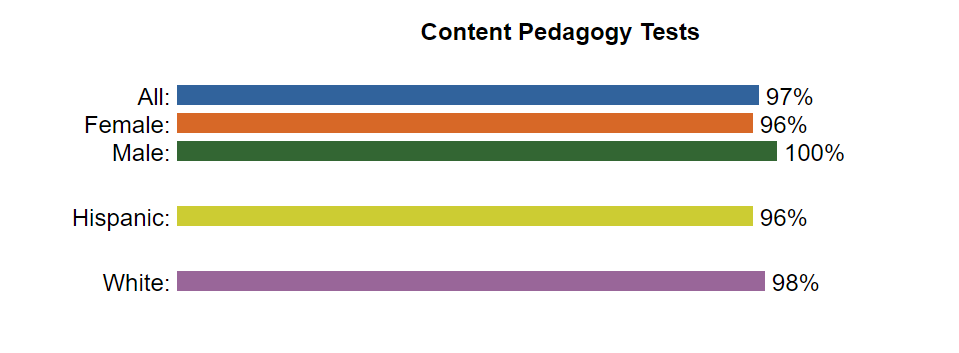 Content Pedagogy Tests
All: 97%
Female: 96%
Male: 100%
Hispanic: 96%
White: 98%